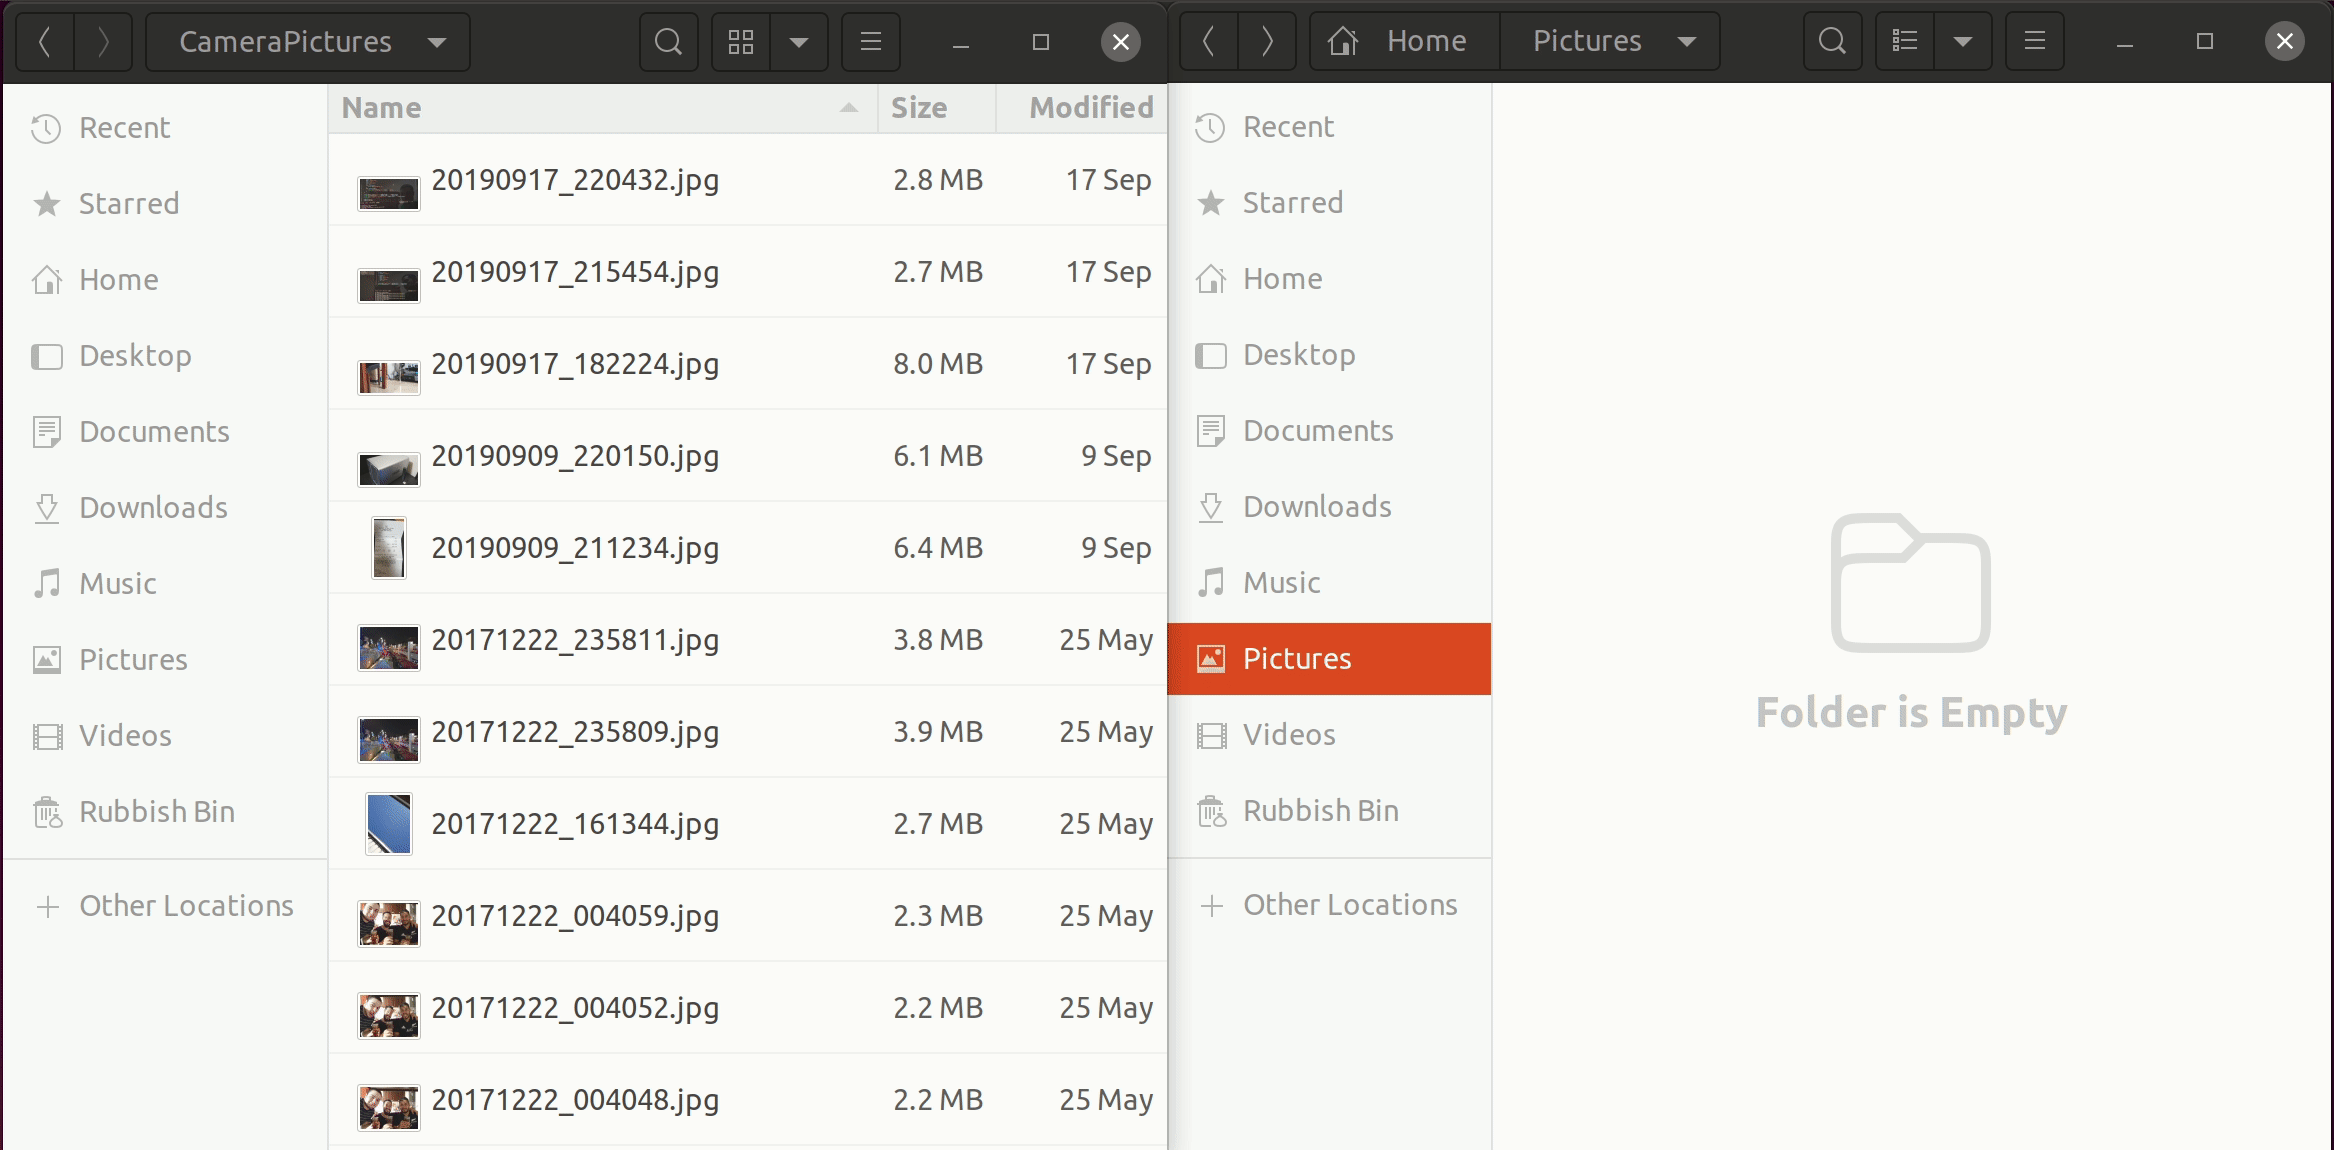 CameraPictures
Name Size Modified
Recent
Starred
Home
Desktop
Documents
Downloads
Music
Pictures
Videos
Rubbish Bin
Other Locations
20190917_220432.jpg 2.8 MB 17 Sep
20190917_215454.jpg 2.7 MB 17 Sep
20190917_182224.jpg 8.0 MB 17 Sep
20190909_220150.jpg 6.1 MB 9 Sep
20190909_211234.jpg 6.4 MB 9 Sep
20171222_235811.jpg 3.8 MB 25 May
20171222_235809.jpg 3.9 MB 25 May
20171222_161344.jpg 2.7 MB 25 May
20171222_004059.jpg 2.3 MB 25 May
20171222_004052.jpg 2.2 MB 25 May
20171222_004048.jpg 2.2 MB 25 May
Home Pictures
Recent
Starred
Home
Desktop
Documents
Downloads
Music
Pictures
Videos
Rubbish Bin
Other Locations
Folder is Empty